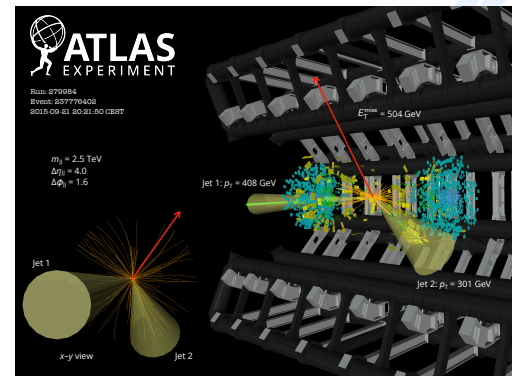 ATLAS
EXPERIMENT
Run: 279984
Event: 237776402
2015-09-21 20:21:50 CEST
m_jj = 2.5 TeV
Δη_jj = 4.0
Δϕ_jj = 1.6
E_T^miss = 504 GeV
Jet 1: p_T = 408 GeV
Jet 2: p_T = 301 GeV
Jet 1
x–y view
Jet 2